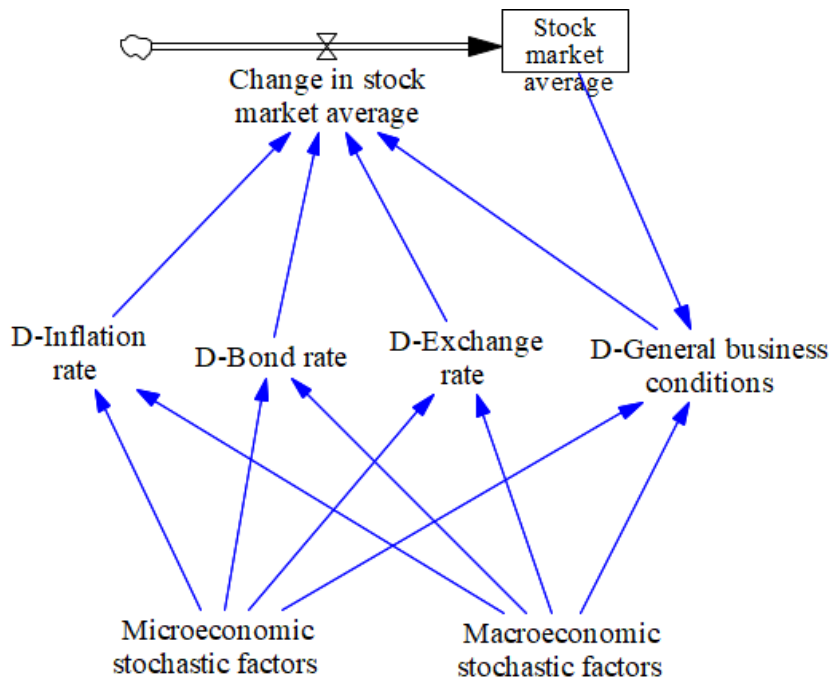 Stock
market
average
Change in stock
market average
D-Inflation
rate
D-Bond rate
D-Exchange
rate
D-General business
conditions
Microeconomic
stochastic factors
Macroeconomic
stochastic factors